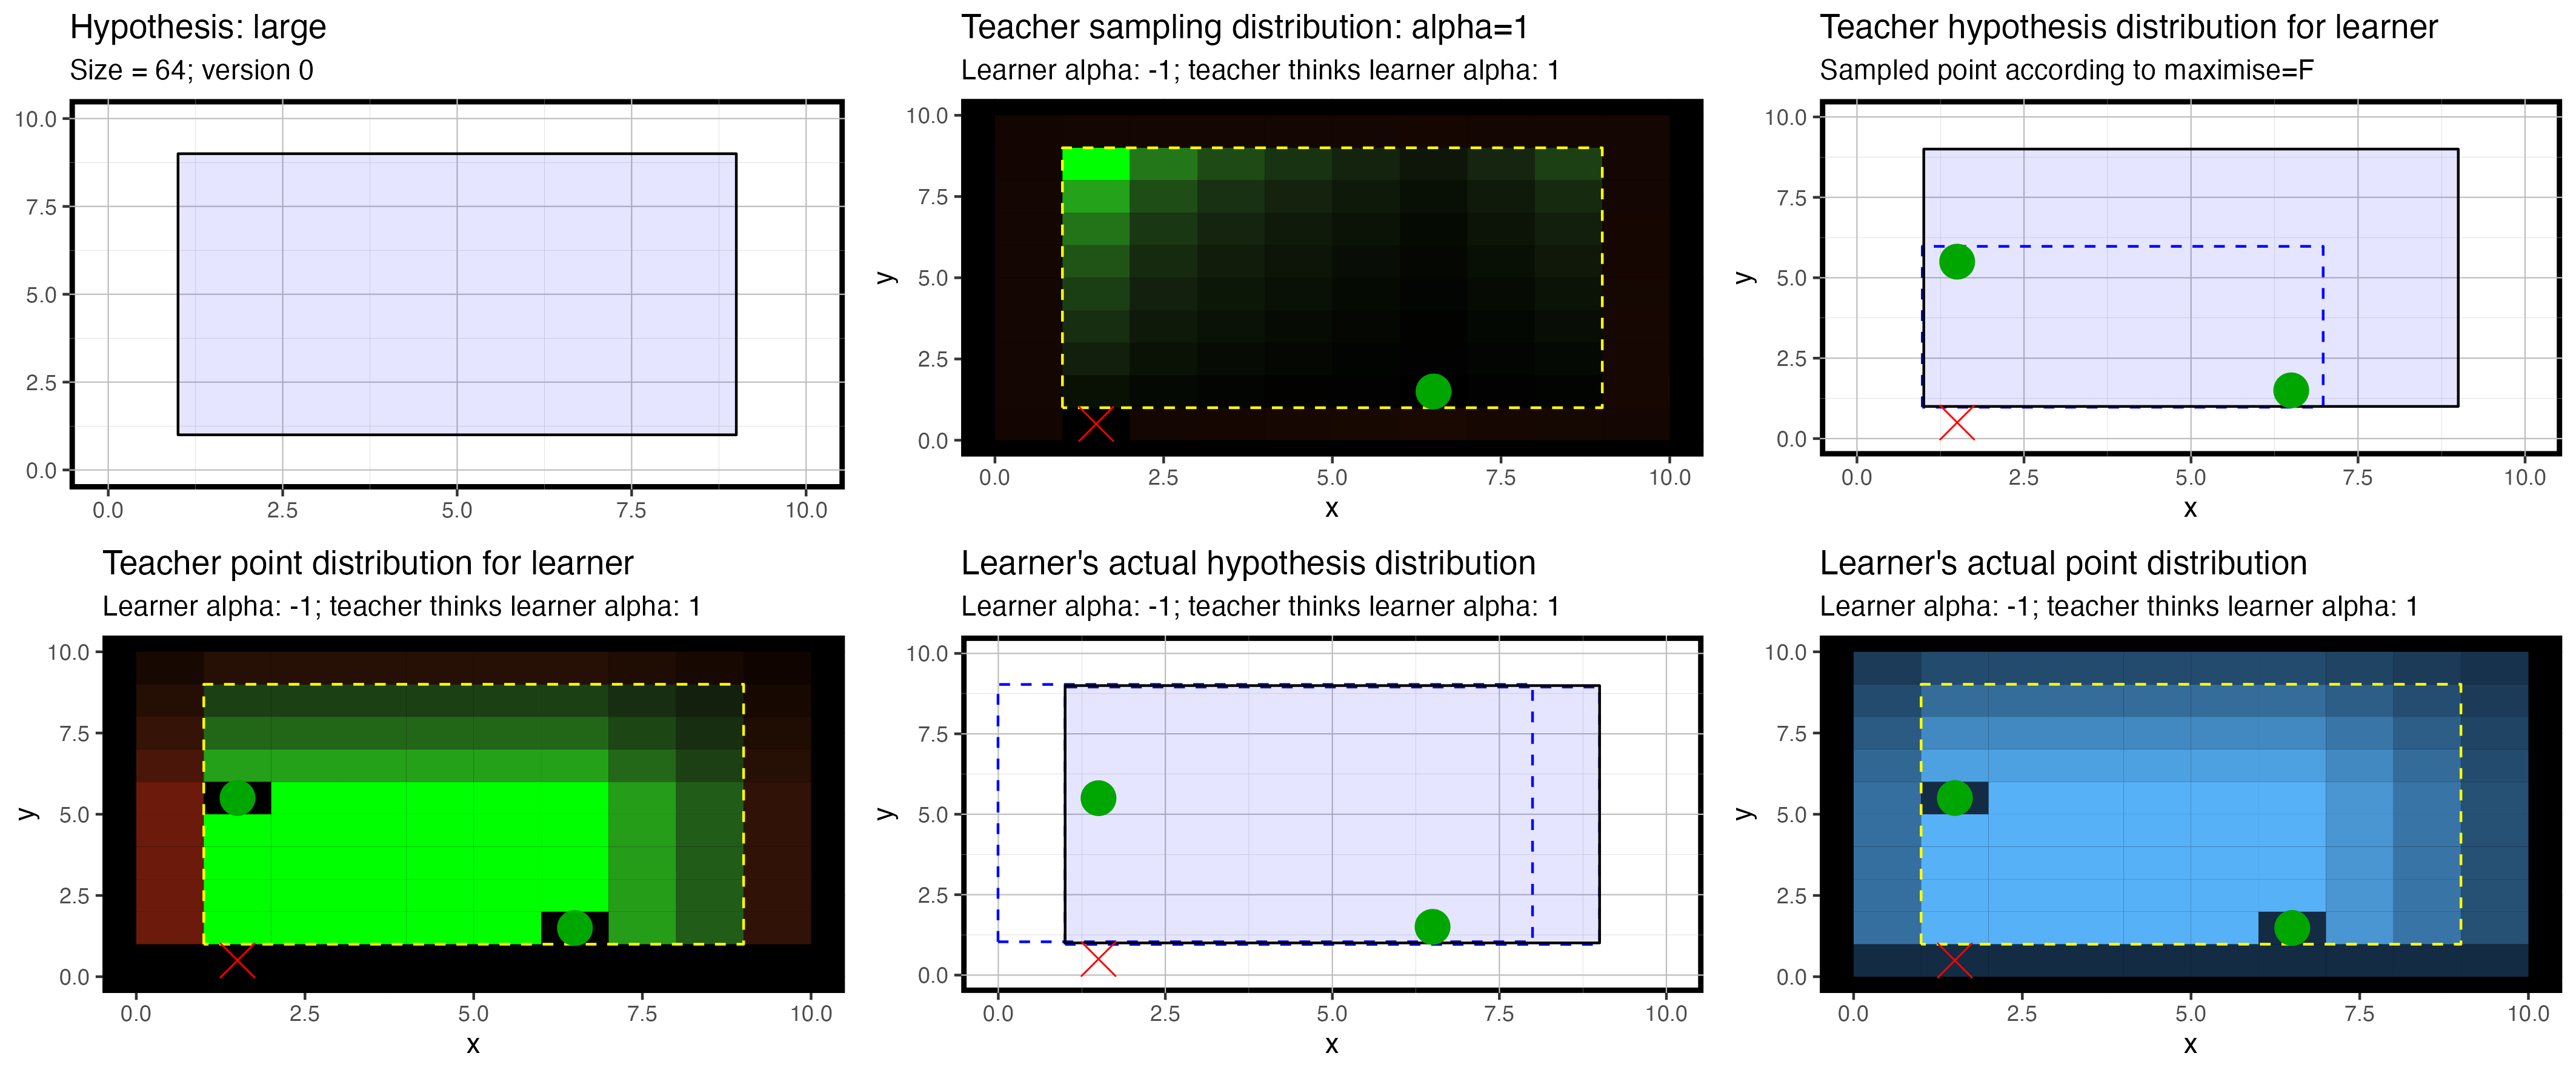 Hypothesis: large
Size = 64; version 0
10.0
7.5
5.0
2.5
0.0
0.0 2.5 5.0 7.5 10.0
Teacher sampling distribution: alpha=1
Learner alpha: -1; teacher thinks learner alpha: 1
y
10.0
7.5
5.0
2.5
0.0
0.0 2.5 5.0 7.5 10.0
x
Teacher hypothesis distribution for learner
Sampled point according to maximise=F
y
10.0
7.5
5.0
2.5
0.0
0.0 2.5 5.0 7.5 10.0
x
Teacher point distribution for learner
Learner alpha: -1; teacher thinks learner alpha: 1
y
10.0
7.5
5.0
2.5
0.0
0.0 2.5 5.0 7.5 10.0
x
Learner's actual hypothesis distribution
Learner alpha: -1; teacher thinks learner alpha: 1
y
10.0
7.5
5.0
2.5
0.0
0.0 2.5 5.0 7.5 10.0
x
Learner's actual point distribution
Learner alpha: -1; teacher thinks learner alpha: 1
y
10.0
7.5
5.0
2.5
0.0
0.0 2.5 5.0 7.5 10.0
x